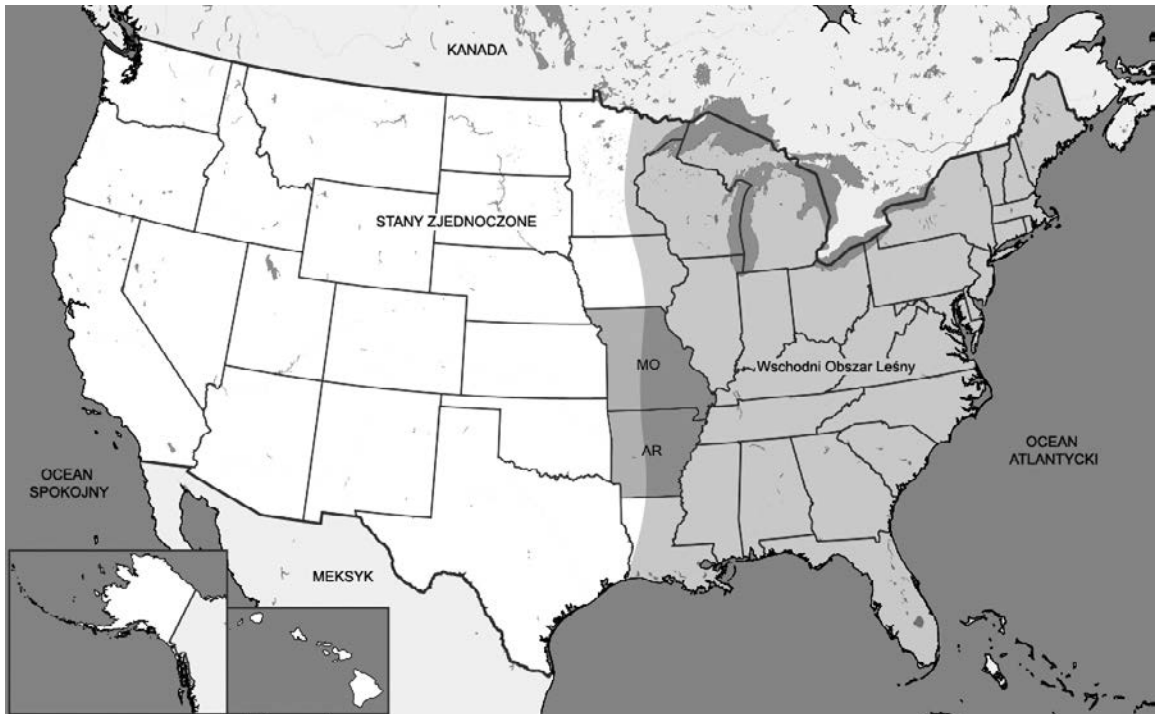 KANADA
STANY ZJEDNOCZONE
MO
Wschodni Obszar Leśny
AR
OCEAN
ATLANTYCKI
OCEAN
SPOKOJNY
MEKSYK